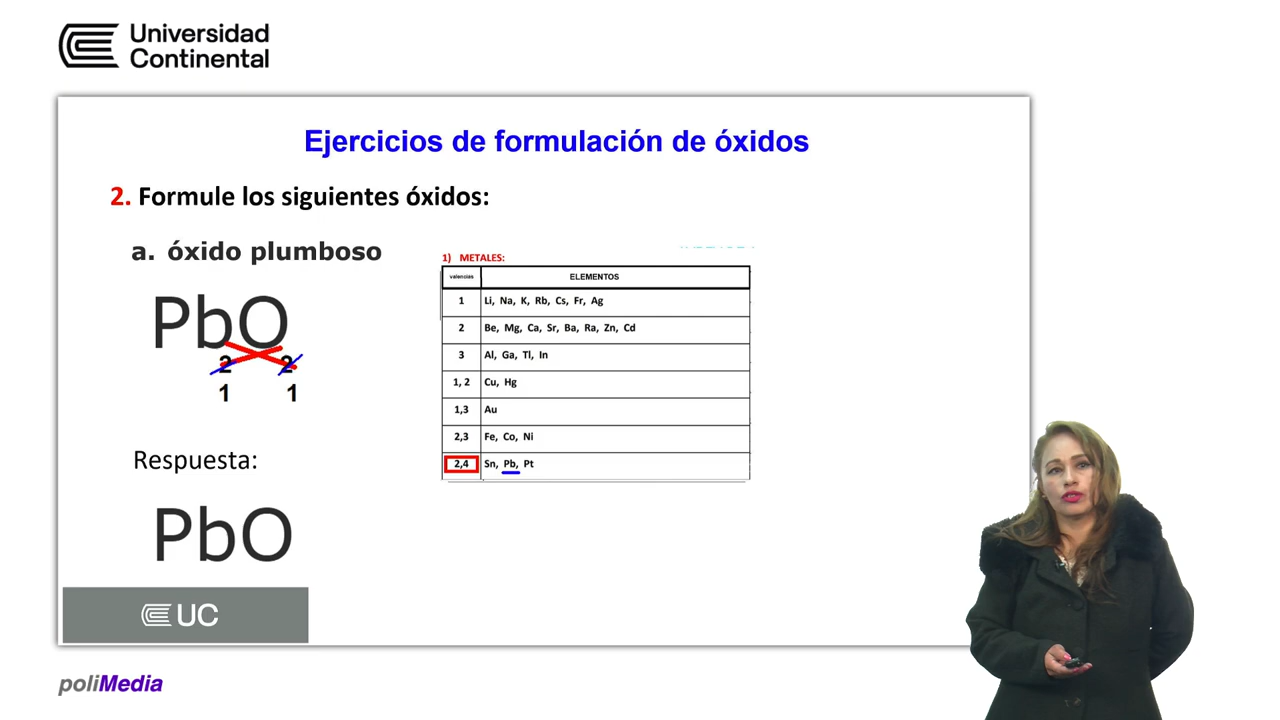 Universidad
Continental
Ejercicios de formulación de óxidos
2. Formule los siguientes óxidos:
a. óxido plumboso
PbO
2 2
1 1
Respuesta:
PbO
1) METALES:
valencias ELEMENTOS
1 Li, Na, K, Rb, Cs, Fr, Ag
2 Be, Mg, Ca, Sr, Ba, Ra, Zn, Cd
3 Al, Ga, Tl, In
1, 2 Cu, Hg
1,3 Au
2,3 Fe, Co, Ni
2,4 Sn, Pb, Pt
UC
poliMedia